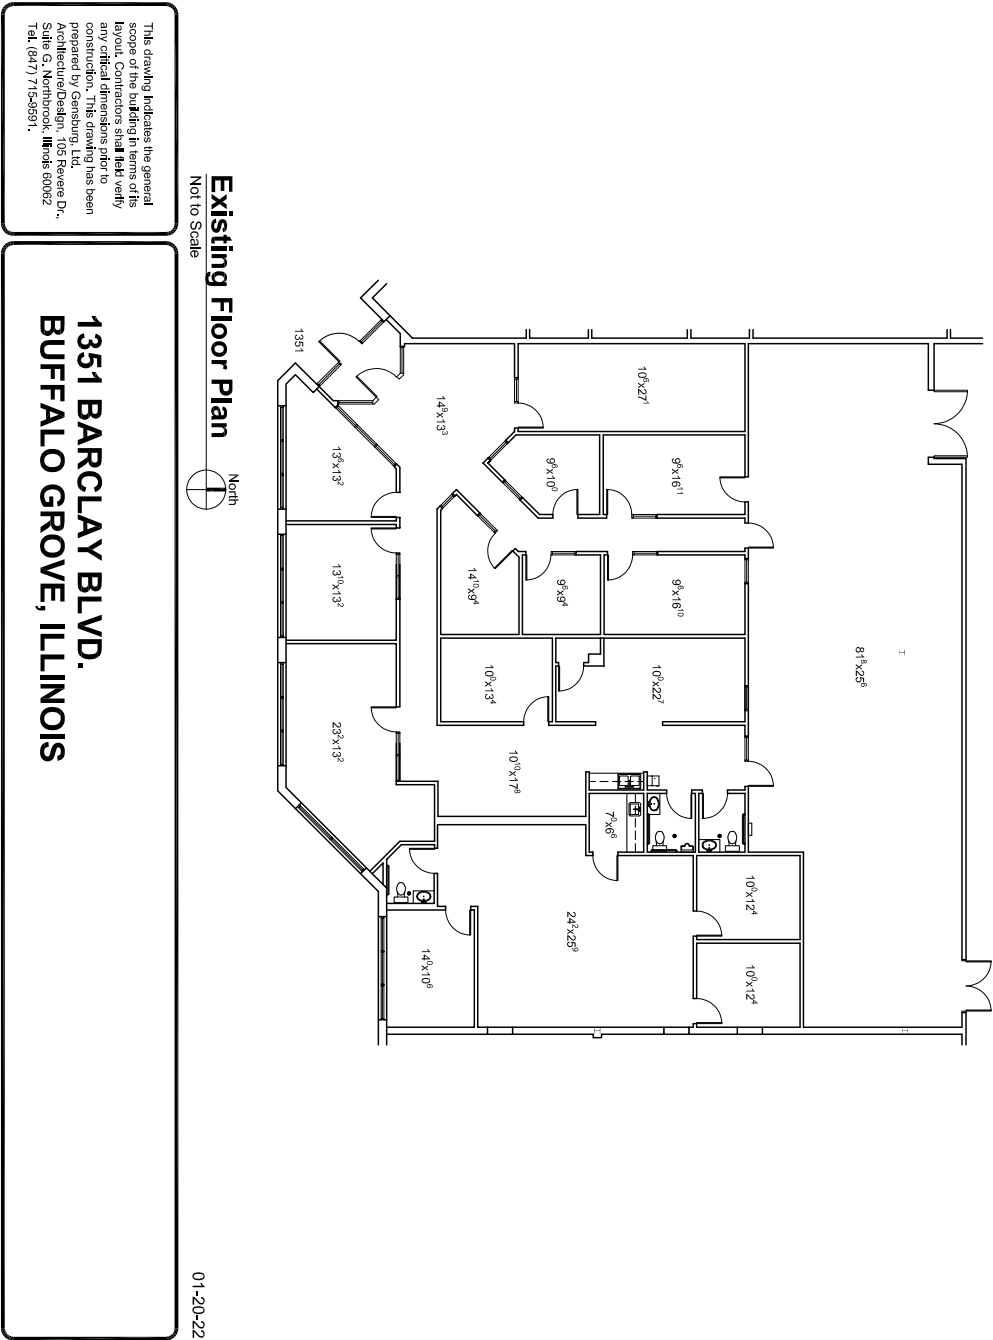 81⁸x25⁶
10⁰x12⁴
10⁰x12⁴
9⁶x16¹¹
9⁶x16¹⁰
10⁰x22⁷
10⁶x27¹
7⁰x6⁶
24²x25⁹
9⁶x10⁰
9⁶x9⁴
10¹⁰x17⁸
10⁰x13⁴
14¹⁰x9⁴
14⁹x13³
14⁰x10⁶
13⁶x13²
13¹⁰x13²
23²x13²
1351
North
Existing Floor Plan
Not to Scale
01-20-22
This drawing indicates the general
scope of the building in terms of its
layout. Contractors shall field verify
any critical dimensions prior to
construction. This drawing has been
prepared by Gensburg, Ltd.
Architecture/Design, 105 Revere Dr.,
Suite G. Northbrook, Illinois 60062
Tel. (847) 715-9591.
1351 BARCLAY BLVD.
BUFFALO GROVE, ILLINOIS